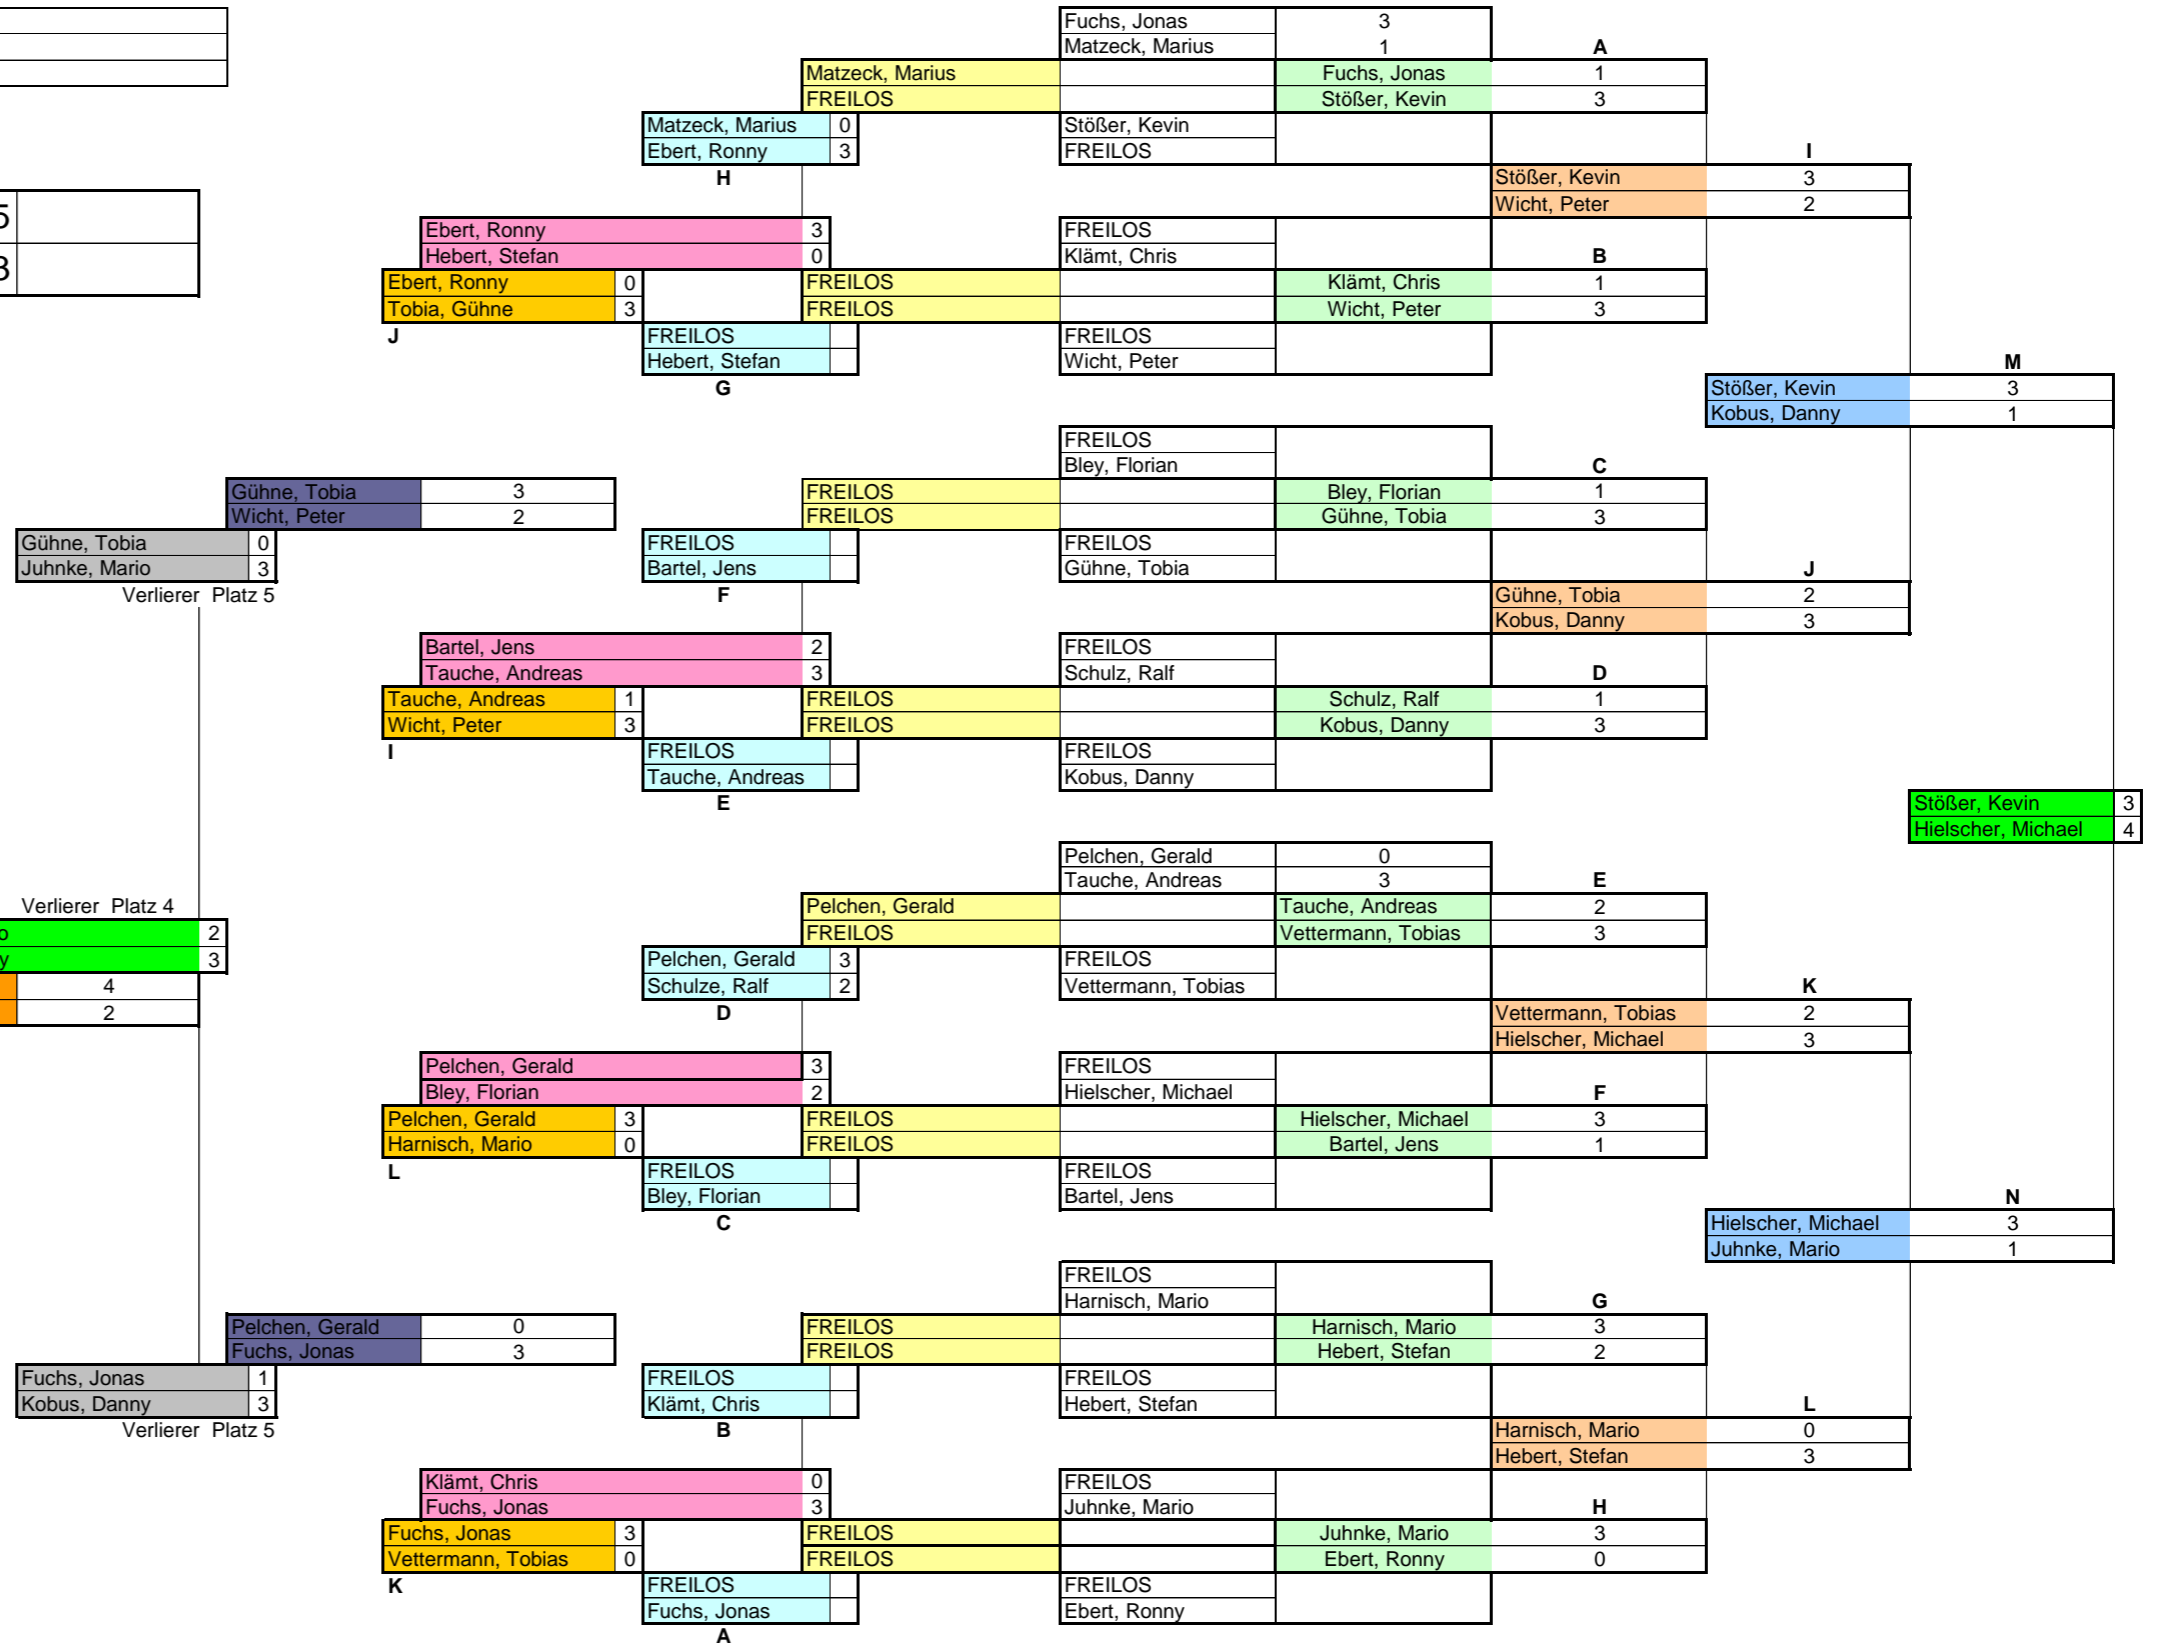 Fuchs, Jonas 3
Matzeck, Marius 1 A
Matzeck, Marius Fuchs, Jonas 1
FREILOS Stößer, Kevin 3
Matzeck, Marius 0 Stößer, Kevin
Ebert, Ronny 3 FREILOS I
H Stößer, Kevin 3
5 Wicht, Peter 2
Ebert, Ronny 3 FREILOS
Hebert, Stefan 0 Klämt, Chris B
Ebert, Ronny 0 FREILOS Klämt, Chris 1
Tobia, Gühne 3 FREILOS Wicht, Peter 3
J FREILOS FREILOS
Hebert, Stefan Wicht, Peter M
G Stößer, Kevin 3
Kobus, Danny 1
FREILOS
Bley, Florian C
Gühne, Tobia 3 FREILOS Bley, Florian 1
Wicht, Peter 2 FREILOS Gühne, Tobia 3
Gühne, Tobia 0 FREILOS FREILOS
Juhnke, Mario 3 Bartel, Jens Gühne, Tobia J
Verlierer Platz 5 F Gühne, Tobia 2
Kobus, Danny 3
Bartel, Jens 2 FREILOS
Tauche, Andreas 3 Schulz, Ralf D
Tauche, Andreas 1 FREILOS Schulz, Ralf 1
Wicht, Peter 3 FREILOS Kobus, Danny 3
I FREILOS FREILOS
Tauche, Andreas Kobus, Danny
E Stößer, Kevin 3
Hielscher, Michael 4
Pelchen, Gerald 0
Tauche, Andreas 3 E
Verlierer Platz 4 Pelchen, Gerald Tauche, Andreas 2
2 FREILOS Vettermann, Tobias 3
y 3 Pelchen, Gerald 3 FREILOS
4 Schulze, Ralf 2 Vettermann, Tobias K
2 D Vettermann, Tobias 2
Hielscher, Michael 3
Pelchen, Gerald 3 FREILOS
Bley, Florian 2 Hielscher, Michael F
Pelchen, Gerald 3 FREILOS Hielscher, Michael 3
Harnisch, Mario 0 FREILOS Bartel, Jens 1
L FREILOS FREILOS
Bley, Florian Bartel, Jens N
C Hielscher, Michael 3
Juhnke, Mario 1
FREILOS
Harnisch, Mario G
Pelchen, Gerald 0 FREILOS Harnisch, Mario 3
Fuchs, Jonas 3 FREILOS Hebert, Stefan 2
Fuchs, Jonas 1 FREILOS FREILOS
Kobus, Danny 3 Klämt, Chris Hebert, Stefan L
Verlierer Platz 5 B Harnisch, Mario 0
Hebert, Stefan 3
Klämt, Chris 0 FREILOS
Fuchs, Jonas 3 Juhnke, Mario H
Fuchs, Jonas 3 FREILOS Juhnke, Mario 3
Vettermann, Tobias 0 FREILOS Ebert, Ronny 0
K FREILOS FREILOS
Fuchs, Jonas Ebert, Ronny
A